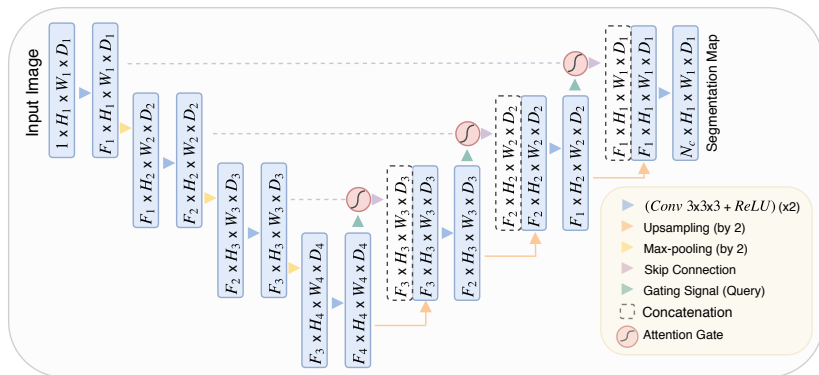 Input Image
1 x H₁ x W₁ x D₁
F₁ x H₁ x W₁ x D₁
F₁ x H₂ x W₂ x D₂
F₂ x H₂ x W₂ x D₂
F₂ x H₃ x W₃ x D₃
F₃ x H₃ x W₃ x D₃
F₃ x H₄ x W₄ x D₄
F₄ x H₄ x W₄ x D₄
F₃ x H₃ x W₃ x D₃
F₃ x H₃ x W₃ x D₃
F₂ x H₃ x W₃ x D₃
F₂ x H₂ x W₂ x D₂
F₂ x H₂ x W₂ x D₂
F₁ x H₂ x W₂ x D₂
F₁ x H₁ x W₁ x D₁
F₁ x H₁ x W₁ x D₁
N_c x H₁ x W₁ x D₁
Segmentation Map
(Conv 3x3x3 + ReLU) (x2)
Upsampling (by 2)
Max-pooling (by 2)
Skip Connection
Gating Signal (Query)
Concatenation
Attention Gate